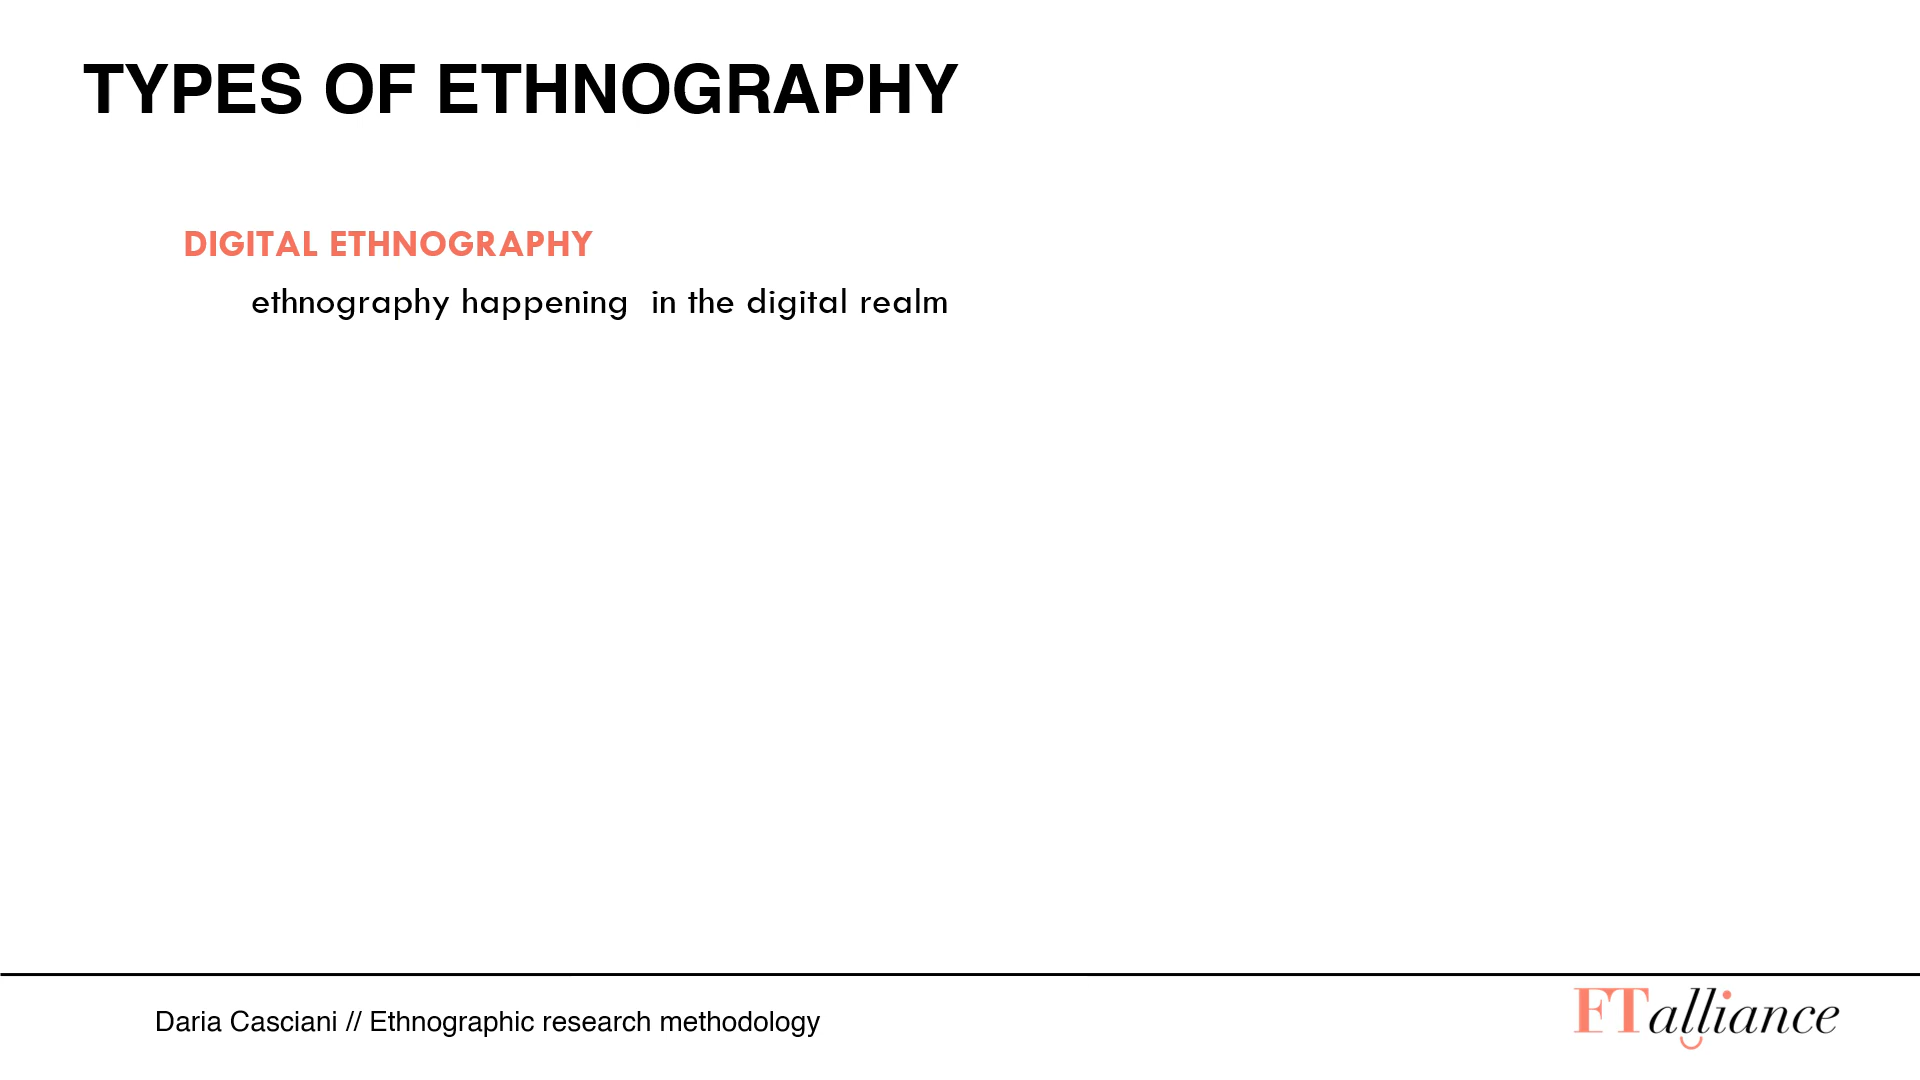 TYPES OF ETHNOGRAPHY
DIGITAL ETHNOGRAPHY
ethnography happening  in the digital realm
Daria Casciani // Ethnographic research methodology
FTalliance